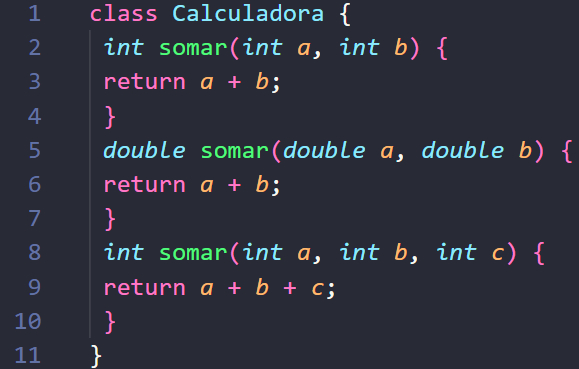 1 class Calculadora {
2 int somar(int a, int b) {
3 return a + b;
4 }
5 double somar(double a, double b) {
6 return a + b;
7 }
8 int somar(int a, int b, int c) {
9 return a + b + c;
10 }
11 }